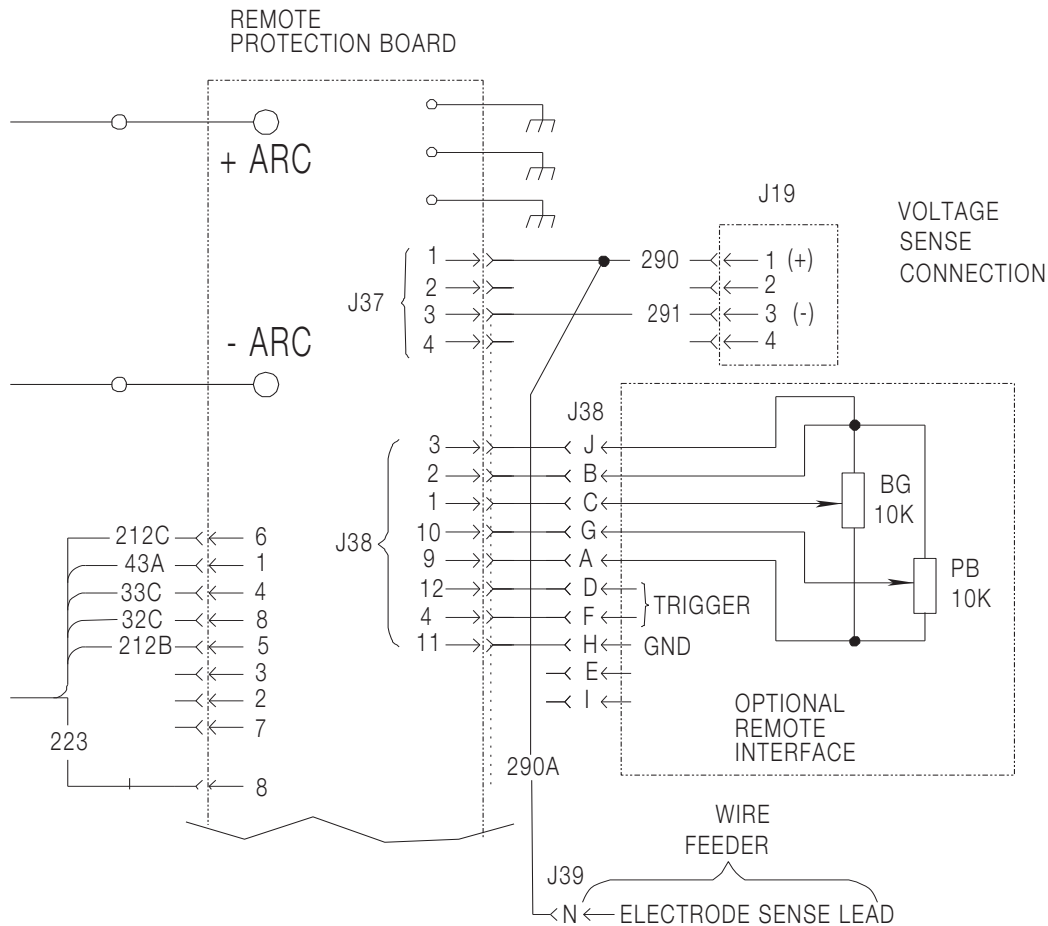 REMOTE
PROTECTION BOARD
+ ARC
- ARC
J37
1
2
3
4
290
291
J19
1 (+)
2
3 (-)
4
VOLTAGE
SENSE
CONNECTION
J38
3
2
1
10
9
12
4
11
J38
J
B
C
G
A
D
F
H
E
I
TRIGGER
GND
BG
10K
PB
10K
OPTIONAL
REMOTE
INTERFACE
212C
43A
33C
32C
212B
6
1
4
8
5
3
2
7
223
8
290A
WIRE
FEEDER
J39
N
ELECTRODE SENSE LEAD